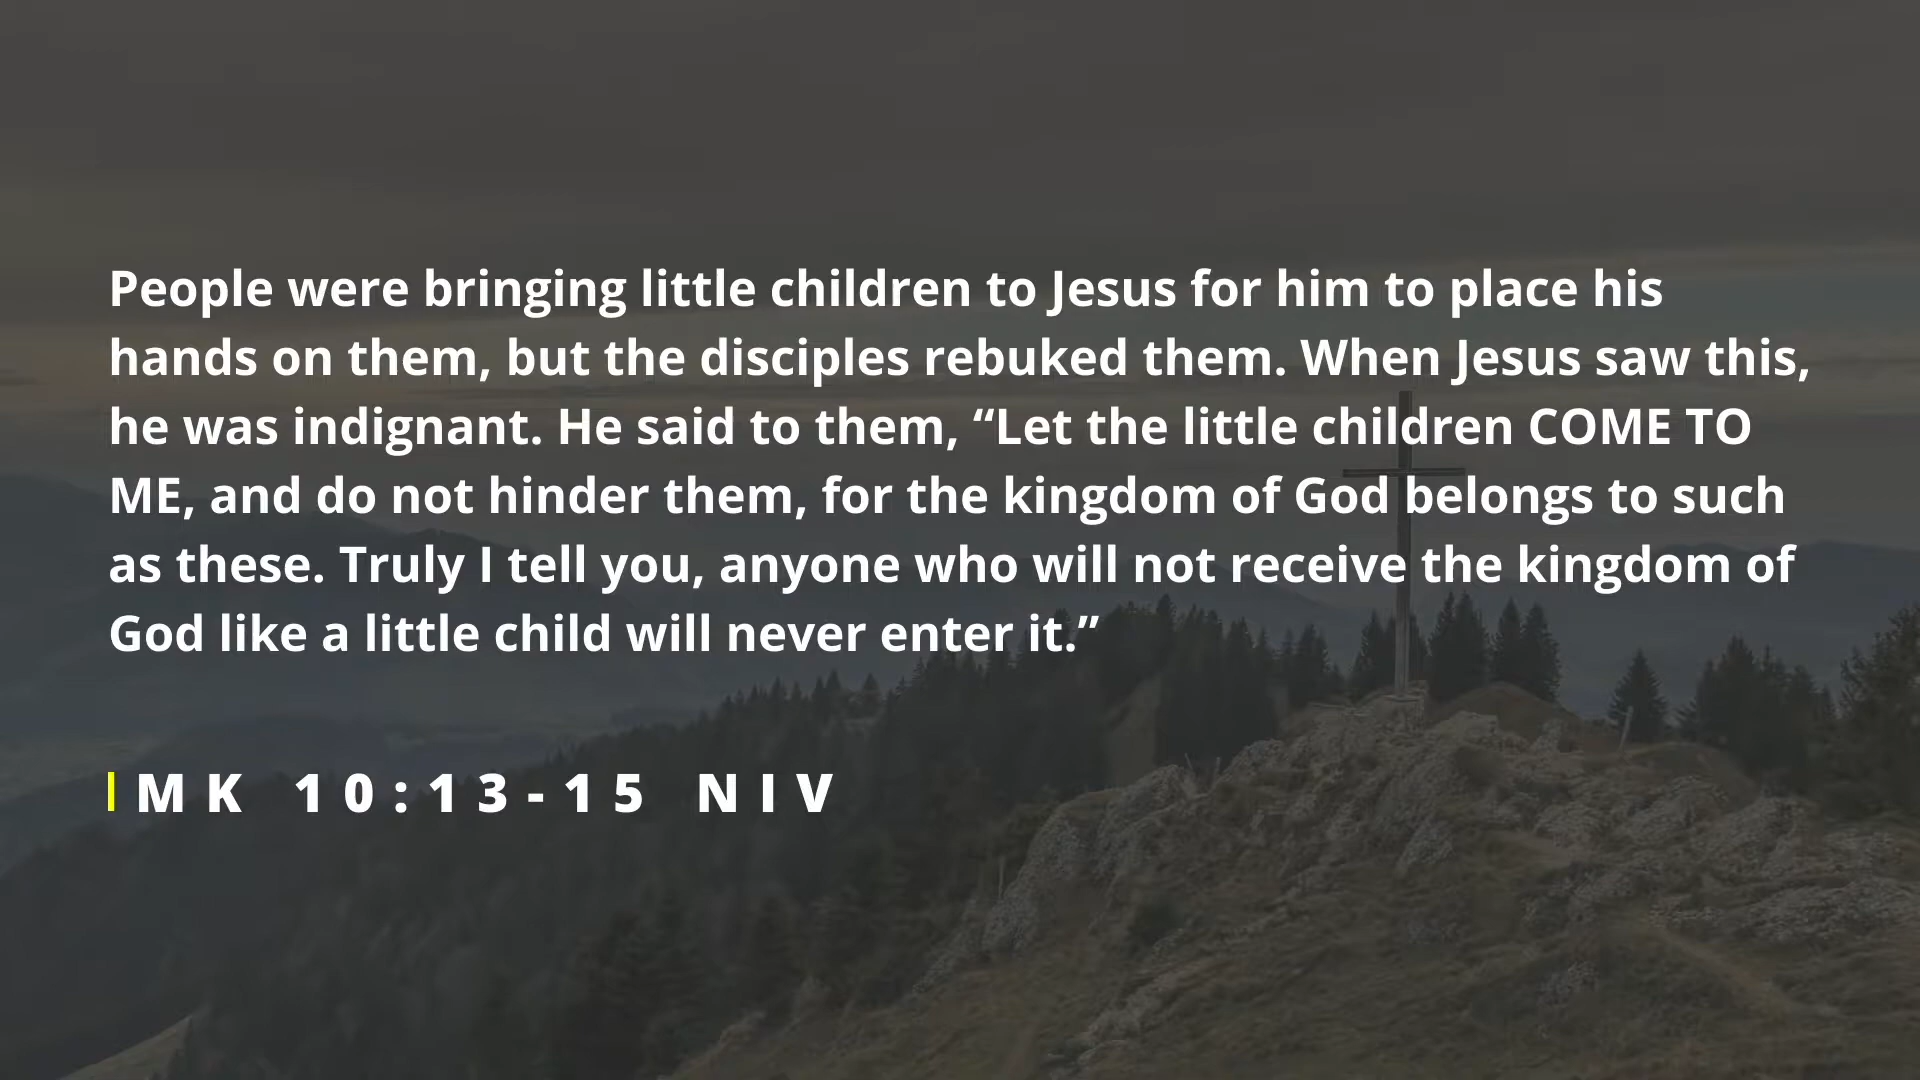 People were bringing little children to Jesus for him to place his
hands on them, but the disciples rebuked them. When Jesus saw this,
he was indignant. He said to them, “Let the little children COME TO
ME, and do not hinder them, for the kingdom of God belongs to such
as these. Truly I tell you, anyone who will not receive the kingdom of
God like a little child will never enter it.”
MK 10:13-15 NIV